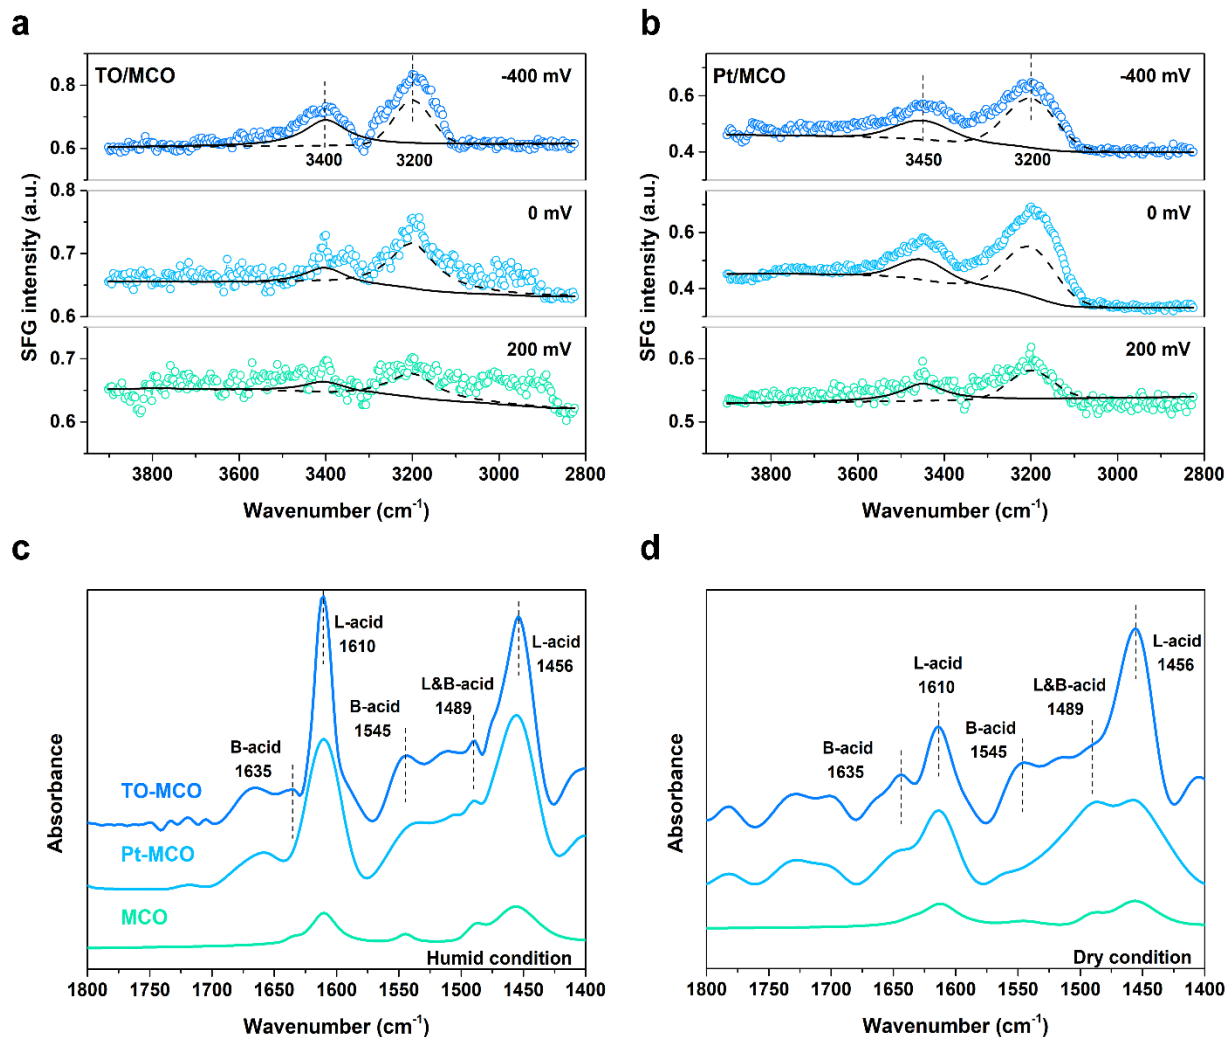 a
TO/MCO
-400 mV
0.8
0.6
3400
3200
0 mV
0.8
0.7
0.6
200 mV
0.7
0.6
SFG intensity (a.u.)
3800 3600 3400 3200 3000 2800
Wavenumber (cm-1)
b
Pt/MCO
-400 mV
0.6
0.4
3450
3200
0 mV
0.6
0.4
200 mV
0.6
0.5
SFG intensity (a.u.)
3800 3600 3400 3200 3000 2800
Wavenumber (cm-1)
c
L-acid
1610
L-acid
1456
L&B-acid
1489
B-acid
1545
B-acid
1635
TO-MCO
Pt-MCO
MCO
Humid condition
Absorbance
1800 1750 1700 1650 1600 1550 1500 1450 1400
Wavenumber (cm-1)
d
L-acid
1456
L-acid
1610
L&B-acid
1489
B-acid
1545
B-acid
1635
Dry condition
Absorbance
1800 1750 1700 1650 1600 1550 1500 1450 1400
Wavenumber (cm-1)